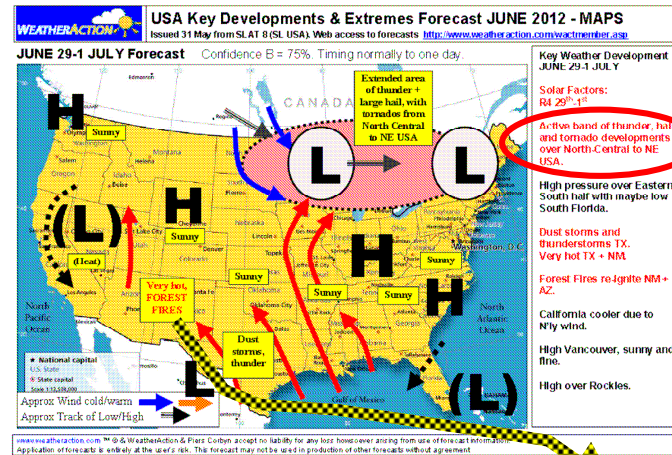 WEATHERACTION
USA Key Developments & Extremes Forecast JUNE 2012 - MAPS
Issued 31 May from SLAT 8 (SL USA). Web access to forecasts http://www.weatheraction.com/wactmember.asp
JUNE 29-1 JULY Forecast Confidence B = 75%. Timing normally to one day.
Extended area
of thunder +
large hail, with
tornados from
North Central
to NE USA
CANADA
H
Sunny
L
L
(L)
(Heat)
H
Sunny
H
Sunny
Sunny
Sunny
Sunny
H
Washington, D.C.
Very hot,
FOREST
FIRES
Dust
storms,
thunder
L
(L)
North
Pacific
Ocean
North
Atlantic
Ocean
Gulf of Mexico
National capital
U.S. State
State capital
Approx Wind cold/warm
Approx Track of Low/High
Key Weather Development
JUNE 29-1 JULY
Solar Factors:
R4 29th-1st
Active band of thunder, hail
and tornado developments
over North-Central to NE
USA.
High pressure over Eastern
South half with maybe low
South Florida.
Dust storms and
thunderstorms TX.
Very hot TX + NM.
Forest Fires re-ignite NM +
AZ.
California cooler due to
N'ly wind.
High Vancouver, sunny and
fine.
High over Rockies.
www.weatheraction.com ™ © & WeatherAction & Piers Corbyn accept no liability for any loss howsoever arising from use of forecast information.
Application of forecasts is entirely at the user's risk. This forecast may not be used in production of other forecasts without agreement